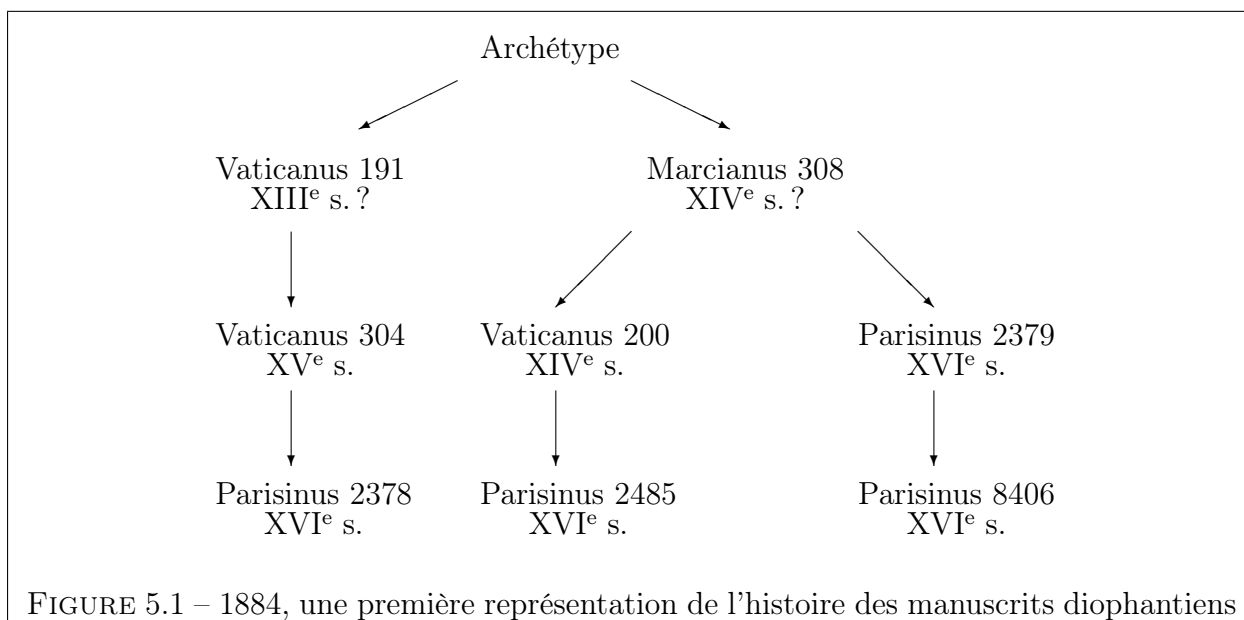 Archétype
Vaticanus 191
XIIIᵉ s. ?
Marcianus 308
XIVᵉ s. ?
Vaticanus 304
XVᵉ s.
Vaticanus 200
XIVᵉ s.
Parisinus 2379
XVIᵉ s.
Parisinus 2378
XVIᵉ s.
Parisinus 2485
XVIᵉ s.
Parisinus 8406
XVIᵉ s.
FIGURE 5.1 – 1884, une première représentation de l'histoire des manuscrits diophantiens